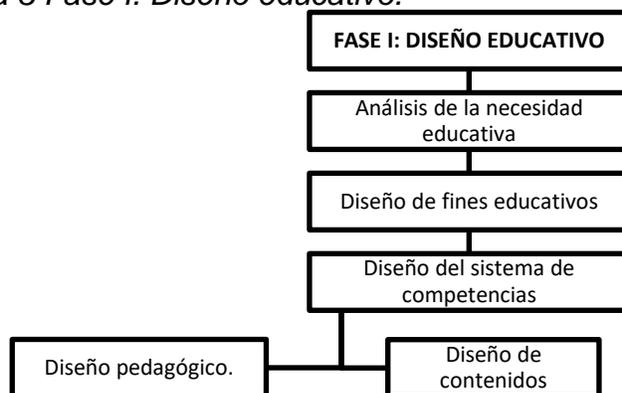 Fase I. Diseño educativo.
FASE I: DISEÑO EDUCATIVO
Análisis de la necesidad
educativa
Diseño de fines educativos
Diseño del sistema de
competencias
Diseño pedagógico.
Diseño de
contenidos